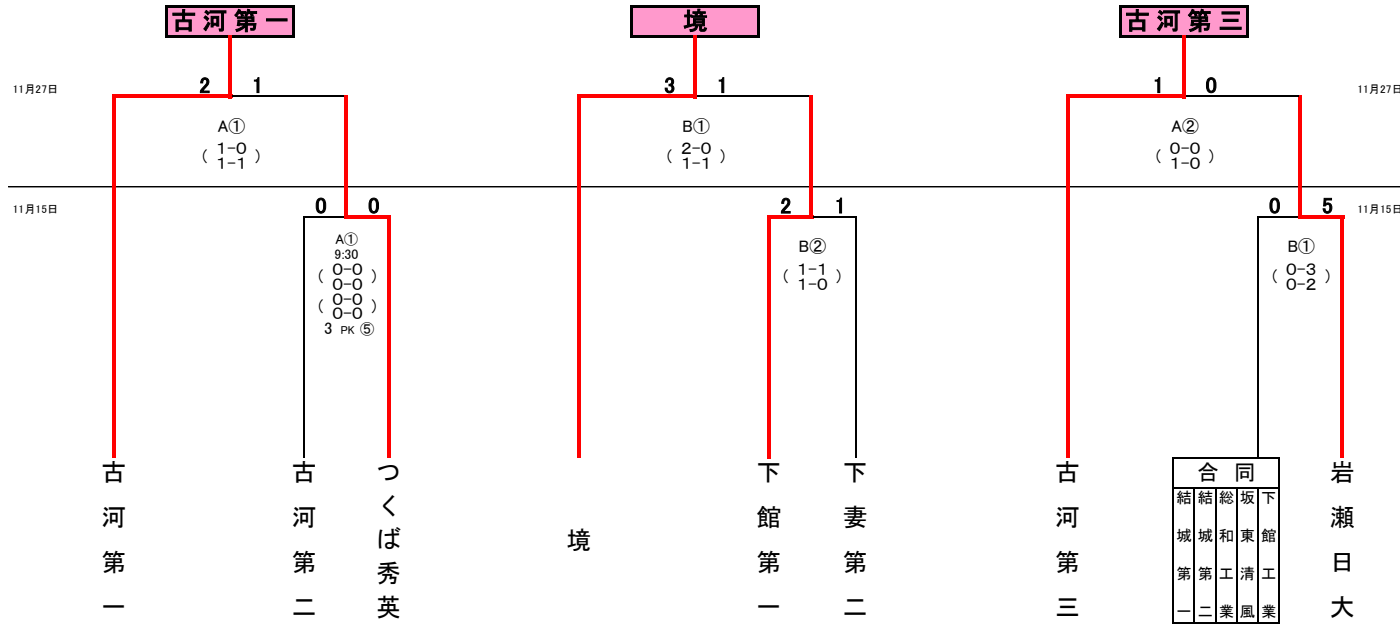 古河第一
境
古河第三
11月27日
2 1
3 1
1 0
11月27日
A①
( 1-0 )
1-1
B①
( 2-0 )
1-1
A②
( 0-0 )
1-0
11月15日
0 0
2 1
0 5
11月15日
A①
9:30
( 0-0 )
0-0
( 0-0 )
0-0
3 PK ⑤
B②
( 1-1 )
1-0
B①
( 0-3 )
0-2
古河第一
古河第二
つくば秀英
境
下館第一
下妻第二
古河第三
合同
結城第一
結城第二
総和工業
坂東清風
下館工業
岩瀬日大